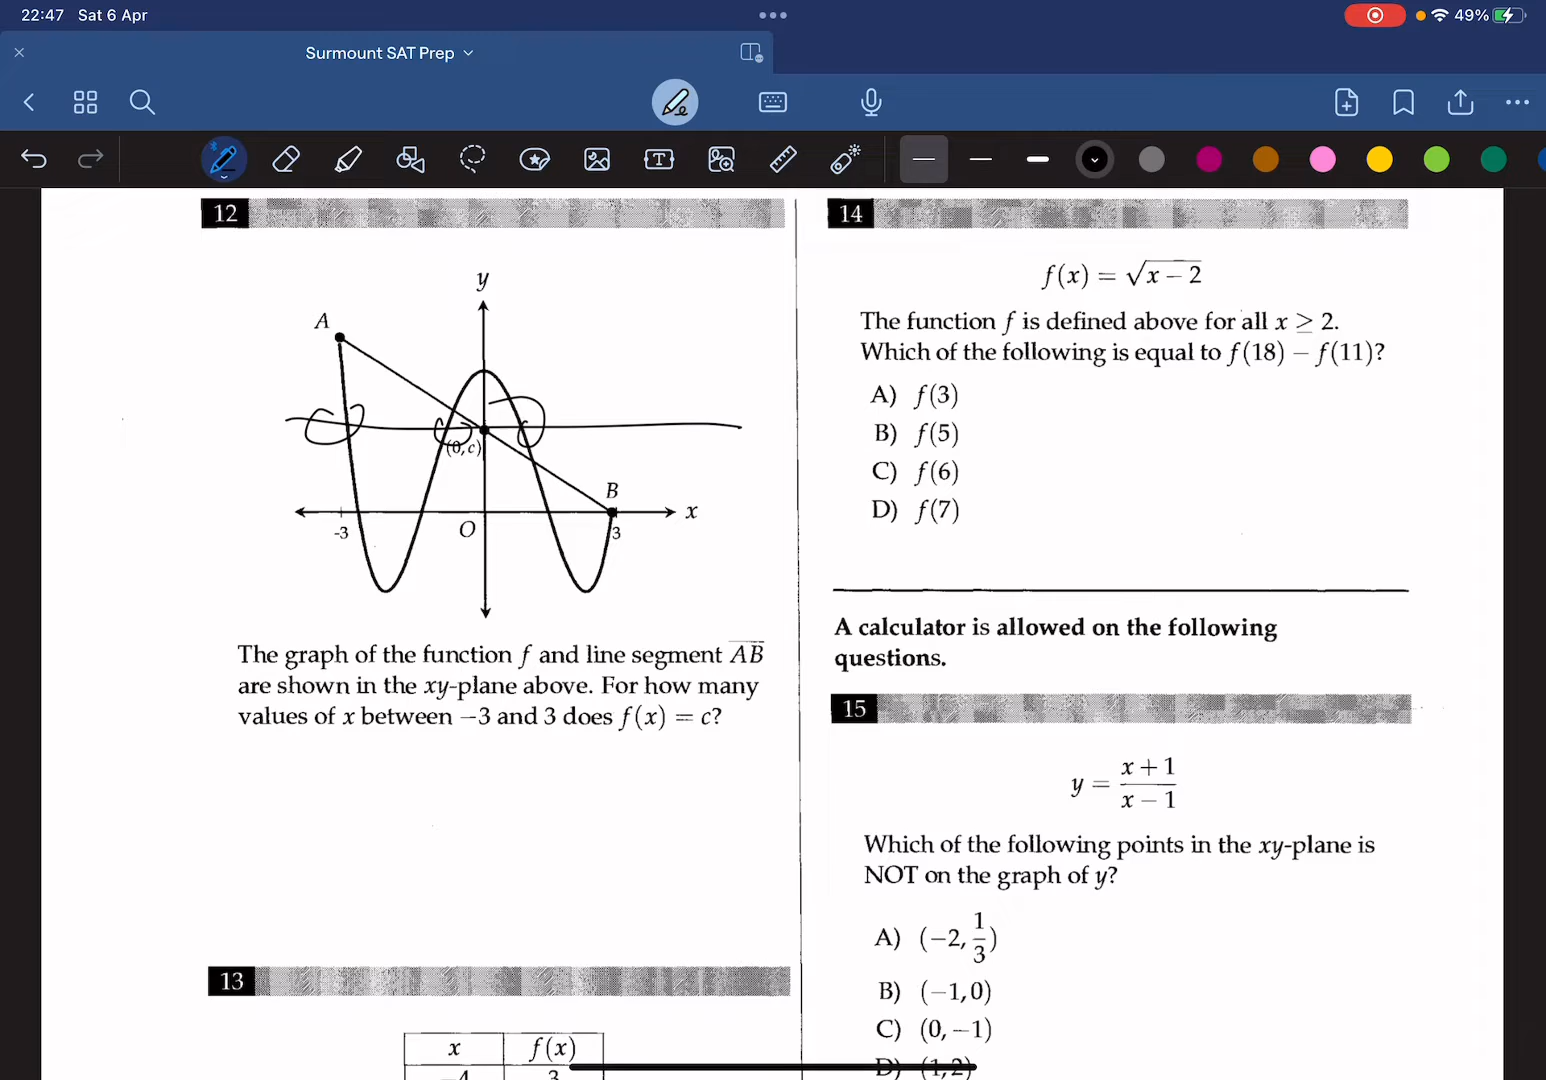 22:47 Sat 6 Apr
49%
Surmount SAT Prep
12
y
A
(0,c)
B
x
-3
O
3
The graph of the function f and line segment A͞B͞
are shown in the xy-plane above. For how many
values of x between −3 and 3 does f(x) = c?
13
x f(x)
−4 3
14
f(x) = √x − 2
The function f is defined above for all x ≥ 2.
Which of the following is equal to f(18) − f(11)?
A) f(3)
B) f(5)
C) f(6)
D) f(7)
A calculator is allowed on the following
questions.
15
y = x + 1 / x − 1
Which of the following points in the xy-plane is
NOT on the graph of y?
A) (−2, 1/3)
B) (−1, 0)
C) (0, −1)
D) (1, 2)